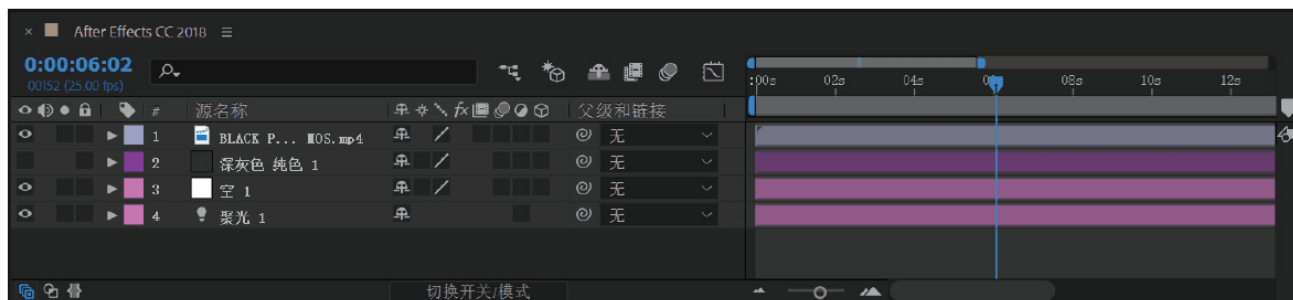 × After Effects CC 2018 ≡
0:00:06:02
00152 (25.00 fps)
:00s 02s 04s 08s 10s 12s
# 源名称 fx 父级和链接
1 BLACK P... MOS.mp4 无
2 深灰色 纯色 1 无
3 空 1 无
4 聚光 1 无
切换开关/模式